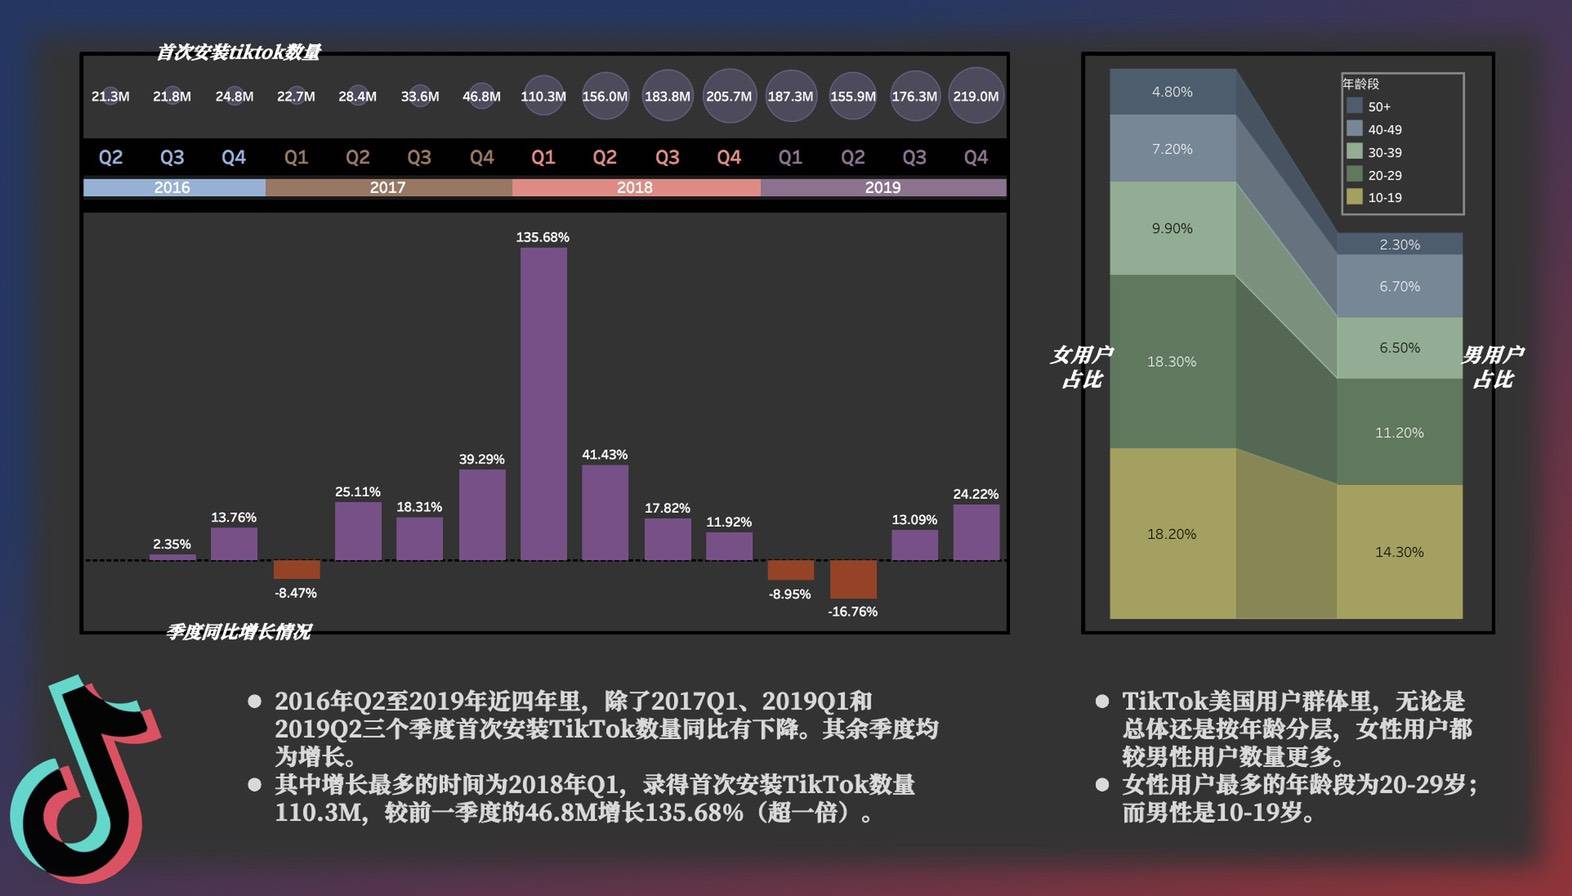 首次安装tiktok数量
21.3M 21.8M 24.8M 22.7M 28.4M 33.6M 46.8M 110.3M 156.0M 183.8M 205.7M 187.3M 155.9M 176.3M 219.0M
Q2 Q3 Q4 Q1 Q2 Q3 Q4 Q1 Q2 Q3 Q4 Q1 Q2 Q3 Q4
2016 2017 2018 2019
135.68%
39.29% 41.43%
25.11% 24.22%
13.76% 18.31% 17.82% 11.92% 13.09%
2.35%
-8.47% -8.95%
-16.76%
季度同比增长情况
年龄段
50+
40-49
30-39
20-29
10-19
4.80%
7.20%
9.90%
18.30%
18.20%
女用户
占比
2.30%
6.70%
6.50%
11.20%
14.30%
男用户
占比
● 2016年Q2至2019年近四年里，除了2017Q1、2019Q1和
2019Q2三个季度首次安装TikTok数量同比有下降。其余季度均
为增长。
● 其中增长最多的时间为2018年Q1，录得首次安装TikTok数量
110.3M，较前一季度的46.8M增长135.68%（超一倍）。
● TikTok美国用户群体里，无论是
总体还是按年龄分层，女性用户都
较男性用户数量更多。
● 女性用户最多的年龄段为20-29岁；
而男性是10-19岁。